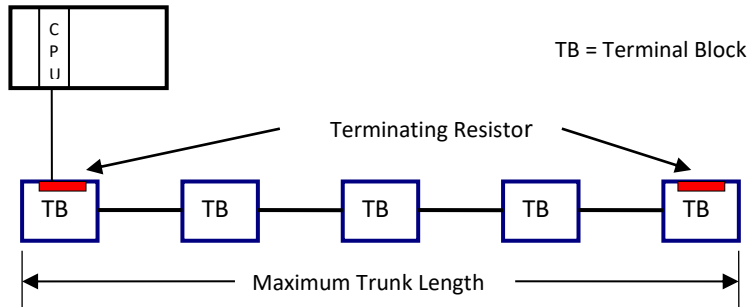 C
P
U
TB = Terminal Block
Terminating Resistor
TB TB TB TB TB
Maximum Trunk Length